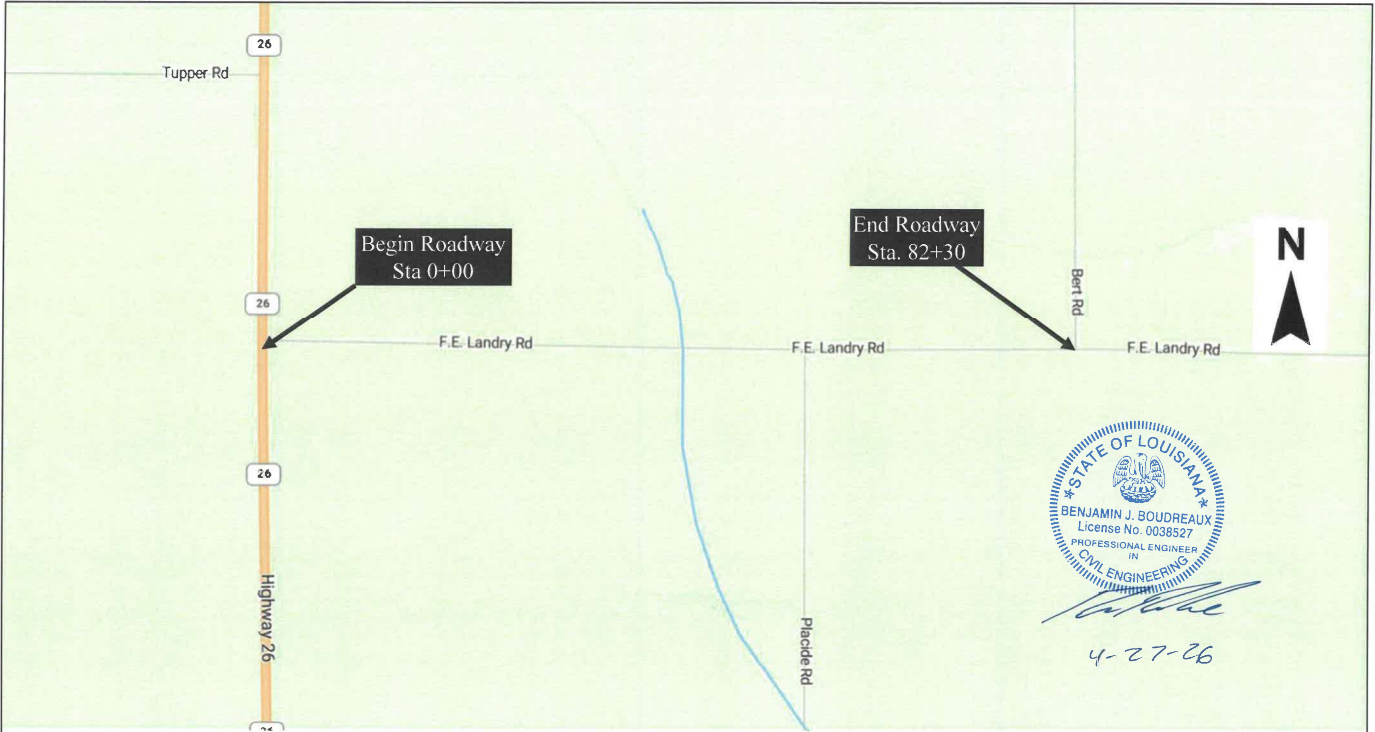 26
Tupper Rd
Begin Roadway
Sta 0+00
End Roadway
Sta. 82+30
N
26
Bert Rd
F.E. Landry Rd
F.E. Landry Rd
F.E. Landry Rd
26
STATE OF LOUISIANA
BENJAMIN J. BOUDREAUX
License No. 0038527
PROFESSIONAL ENGINEER
IN
CIVIL ENGINEERING
Highway 26
Placide Rd
4-27-26
26